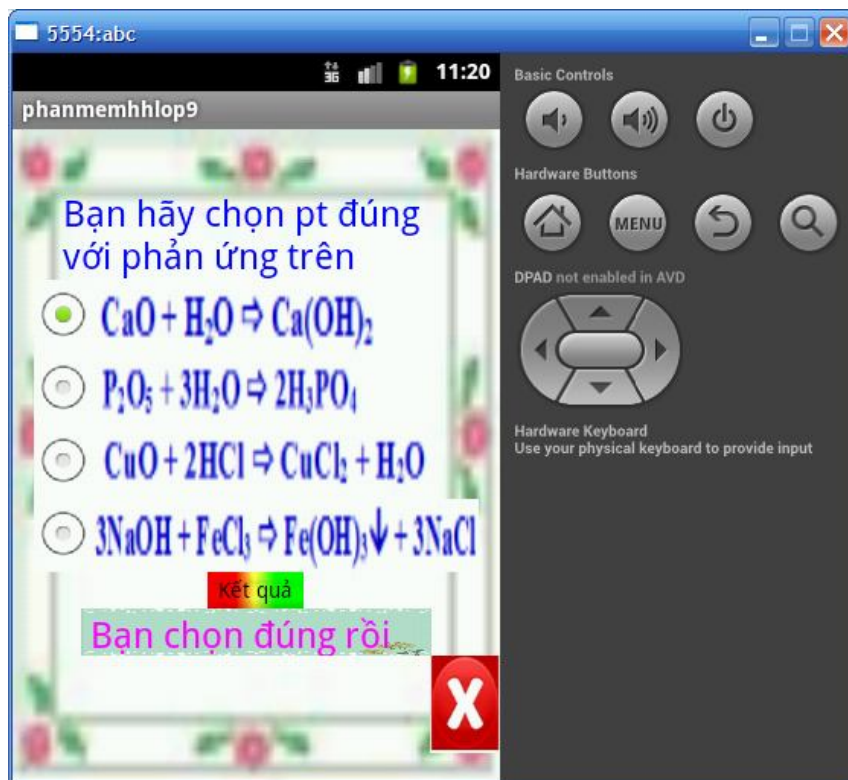 5554:abc
3G 11:20
phanmemhhlop9
Bạn hãy chọn pt đúng
với phản ứng trên
CaO + H₂O ⇨ Ca(OH)₂
P₂O₅ + 3H₂O ⇨ 2H₃PO₄
CuO + 2HCl ⇨ CuCl₂ + H₂O
3NaOH + FeCl₃ ⇨ Fe(OH)₃↓ + 3NaCl
Kết quả
Bạn chọn đúng rồi
X
Basic Controls
Hardware Buttons
MENU
DPAD not enabled in AVD
Hardware Keyboard
Use your physical keyboard to provide input